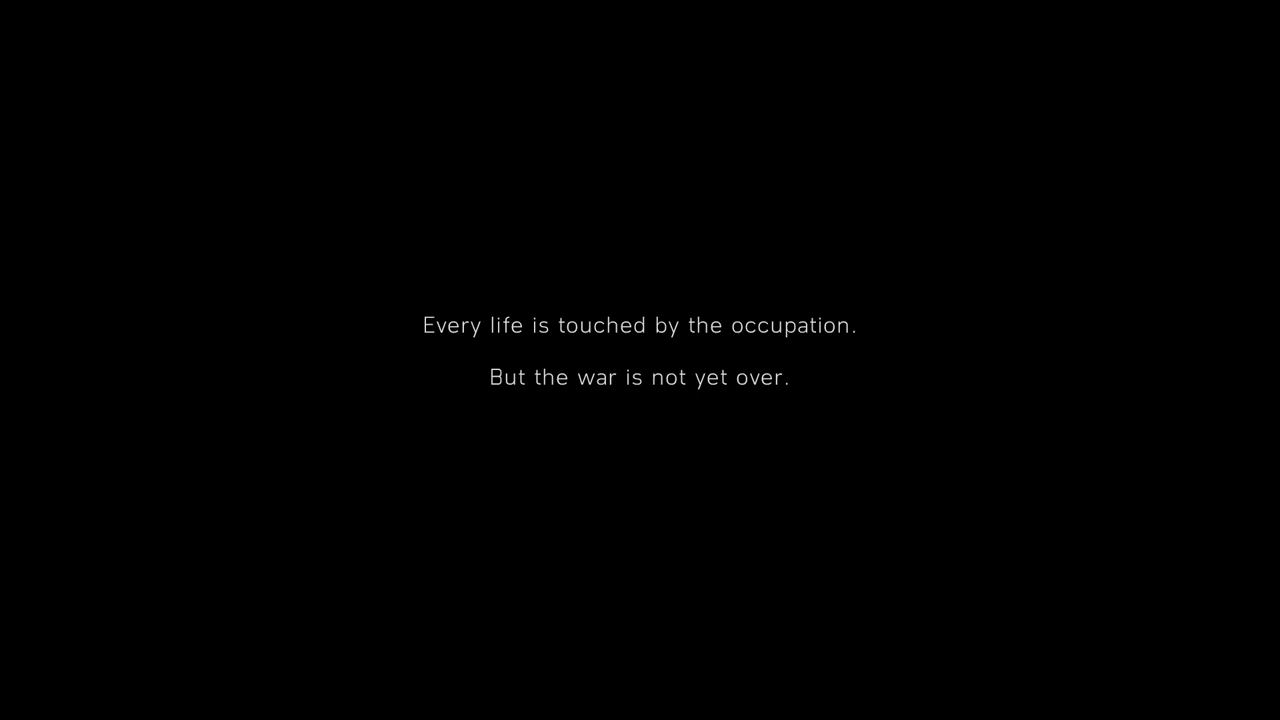 Every life is touched by the occupation.
But the war is not yet over.